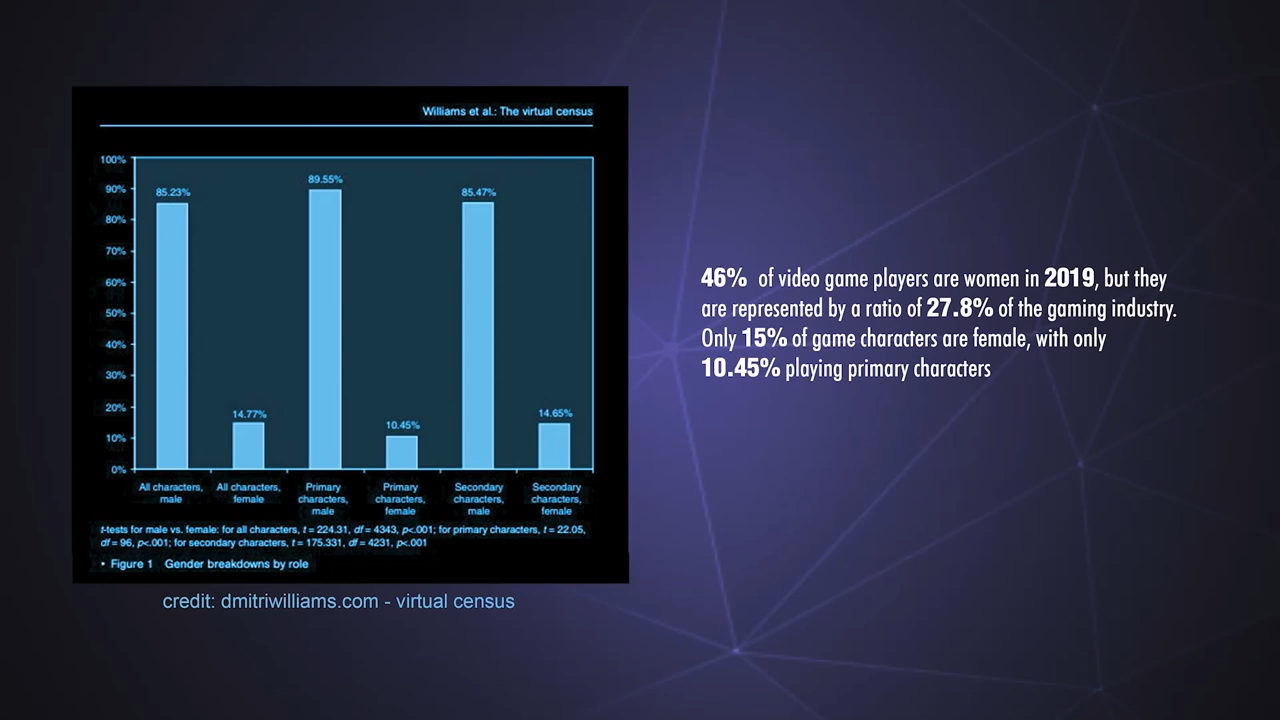 Williams et al.: The virtual census
100%
90%
80%
70%
60%
50%
40%
30%
20%
10%
0%
85.23%
14.77%
89.55%
10.45%
85.47%
14.65%
All characters,
male
All characters,
female
Primary
characters,
male
Primary
characters,
female
Secondary
characters,
male
Secondary
characters,
female
t-tests for male vs. female: for all characters, t = 224.31, df = 4343, p<.001; for primary characters, t = 22.05,
df = 96, p<.001; for secondary characters, t = 175.331, df = 4231, p<.001
• Figure 1 Gender breakdowns by role
credit: dmitriwilliams.com - virtual census
46% of video game players are women in 2019, but they
are represented by a ratio of 27.8% of the gaming industry.
Only 15% of game characters are female, with only
10.45% playing primary characters